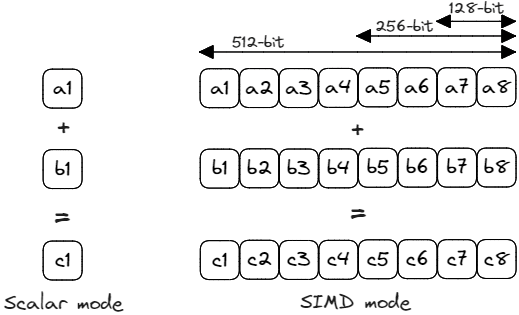 128-bit
256-bit
512-bit
a1 a1 a2 a3 a4 a5 a6 a7 a8
+ +
b1 b1 b2 b3 b4 b5 b6 b7 b8
= =
c1 c1 c2 c3 c4 c5 c6 c7 c8
Scalar mode SIMD mode